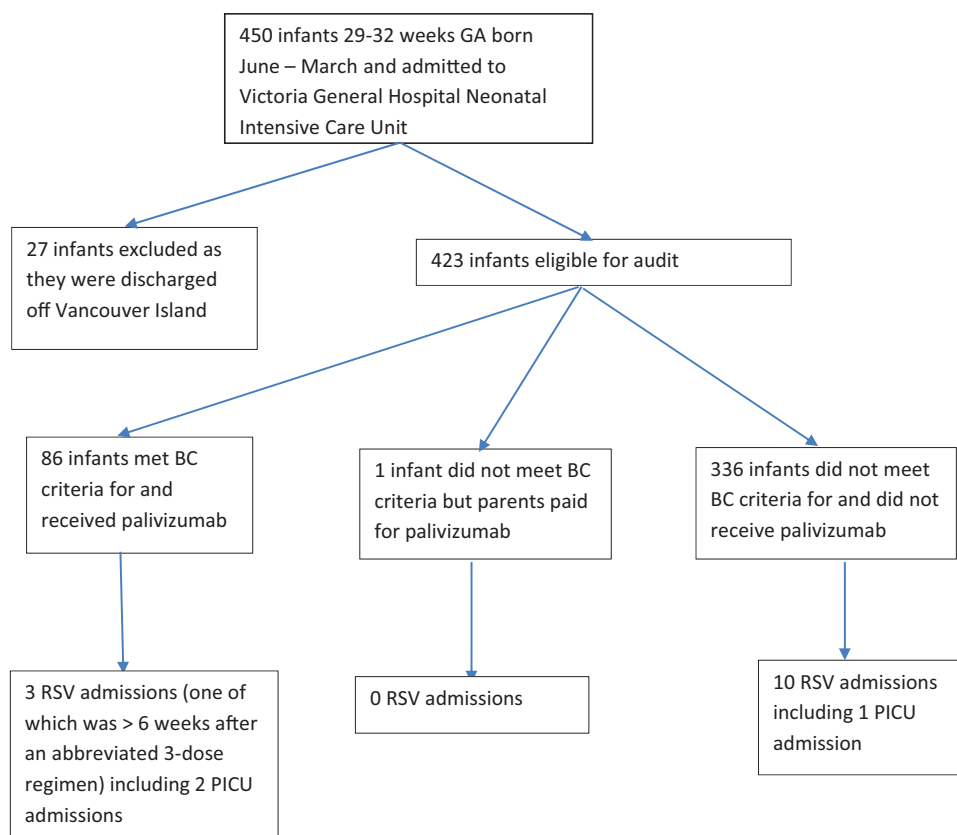 450 infants 29-32 weeks GA born
June – March and admitted to
Victoria General Hospital Neonatal
Intensive Care Unit
27 infants excluded as
they were discharged
off Vancouver Island
423 infants eligible for audit
86 infants met BC
criteria for and
received palivizumab
1 infant did not meet BC
criteria but parents paid
for palivizumab
336 infants did not meet
BC criteria for and did not
receive palivizumab
3 RSV admissions (one of
which was > 6 weeks after
an abbreviated 3-dose
regimen) including 2 PICU
admissions
0 RSV admissions
10 RSV admissions
including 1 PICU
admission